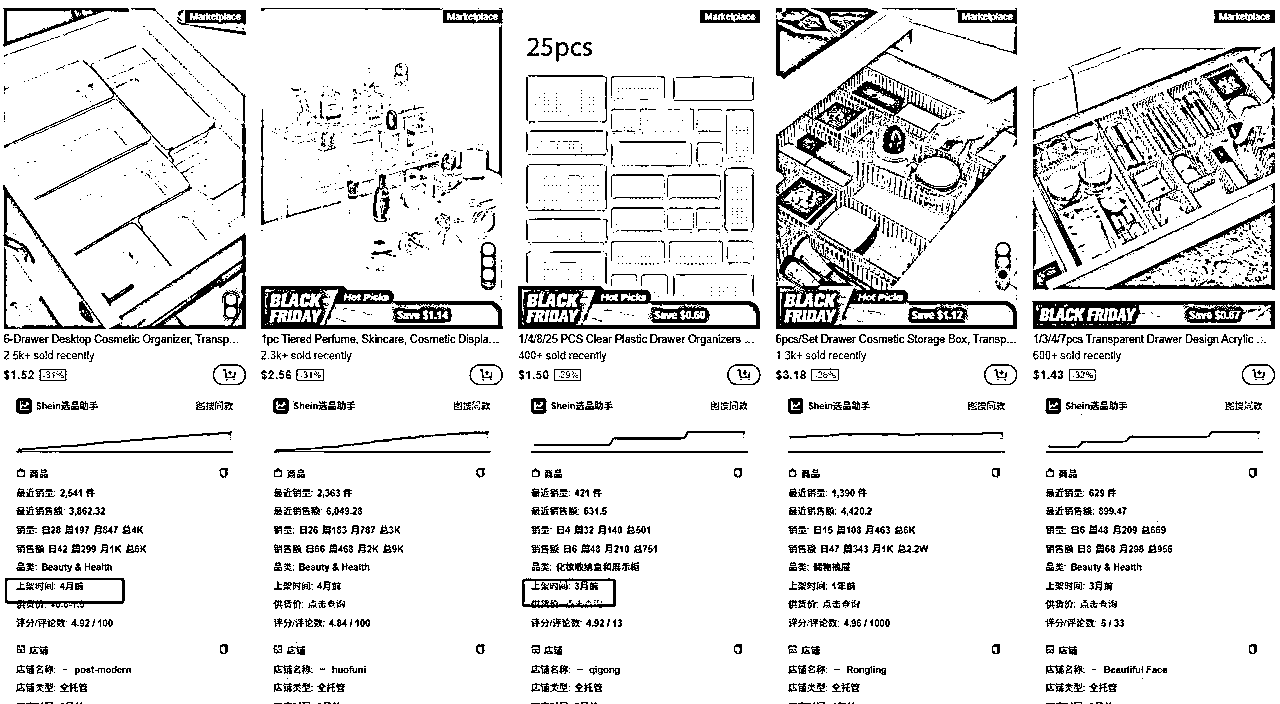 Marketplace
6-Drawer Desktop Cosmetic Organizer, Transp...
2.5k+ sold recently
$1.52 -31%
Shein选品助手 图搜同款
商品
最近销量: 2,541 件
最近销售额: 3,862.32
销量: 日28 周197 月847 总4K
销售额 日42 周299 月1K 总6K
品类: Beauty & Health
上架时间: 4月前
供货价:
评分/评论数: 4.92 / 100
店铺
店铺名称: – post-modern
店铺类型: 全托管
Marketplace
BLACK FRIDAY
Hot Picks
Save $1.14
1pc Tiered Perfume, Skincare, Cosmetic Displa...
2.3k+ sold recently
$2.56 -31%
Shein选品助手 图搜同款
商品
最近销量: 2,363 件
最近销售额: 6,049.28
销量: 日26 周183 月787 总3K
销售额 日66 周468 月2K 总9K
品类: Beauty & Health
上架时间: 4月前
供货价: 点击查询
评分/评论数: 4.84 / 100
店铺
店铺名称: – huofuni
店铺类型: 全托管
Marketplace
25pcs
BLACK FRIDAY
Hot Picks
Save $0.60
1/4/8/25 PCS Clear Plastic Drawer Organizers ...
400+ sold recently
$1.50 -29%
Shein选品助手 图搜同款
商品
最近销量: 421 件
最近销售额: 631.5
销量: 日4 周32 月140 总501
销售额 日6 周48 月210 总751
品类: 化妆收纳盒和展示柜
上架时间: 3月前
供货价: 点击查询
评分/评论数: 4.92 / 13
店铺
店铺名称: – qigong
店铺类型: 全托管
Marketplace
BLACK FRIDAY
Hot Picks
Save $1.12
6pcs/Set Drawer Cosmetic Storage Box, Transp...
1.3k+ sold recently
$3.18 -26%
Shein选品助手 图搜同款
商品
最近销量: 1,390 件
最近销售额: 4,420.2
销量: 日15 周108 月463 总6K
销售额 日47 周343 月1K 总2.2W
品类:
上架时间: 1年前
供货价: 点击查询
评分/评论数: 4.96 / 1000
店铺
店铺名称: – Rongling
店铺类型: 全托管
Marketplace
BLACK FRIDAY
Save $0.67
1/3/4/7pcs Transparent Drawer Design Acrylic ...
600+ sold recently
$1.43 -32%
Shein选品助手 图搜同款
商品
最近销量: 629 件
最近销售额: 899.47
销量: 日6 周48 月209 总669
销售额 日8 周68 月298 总956
品类: Beauty & Health
上架时间: 3月前
供货价: 点击查询
评分/评论数: 5 / 33
店铺
店铺名称: – Beautiful Face
店铺类型: 全托管